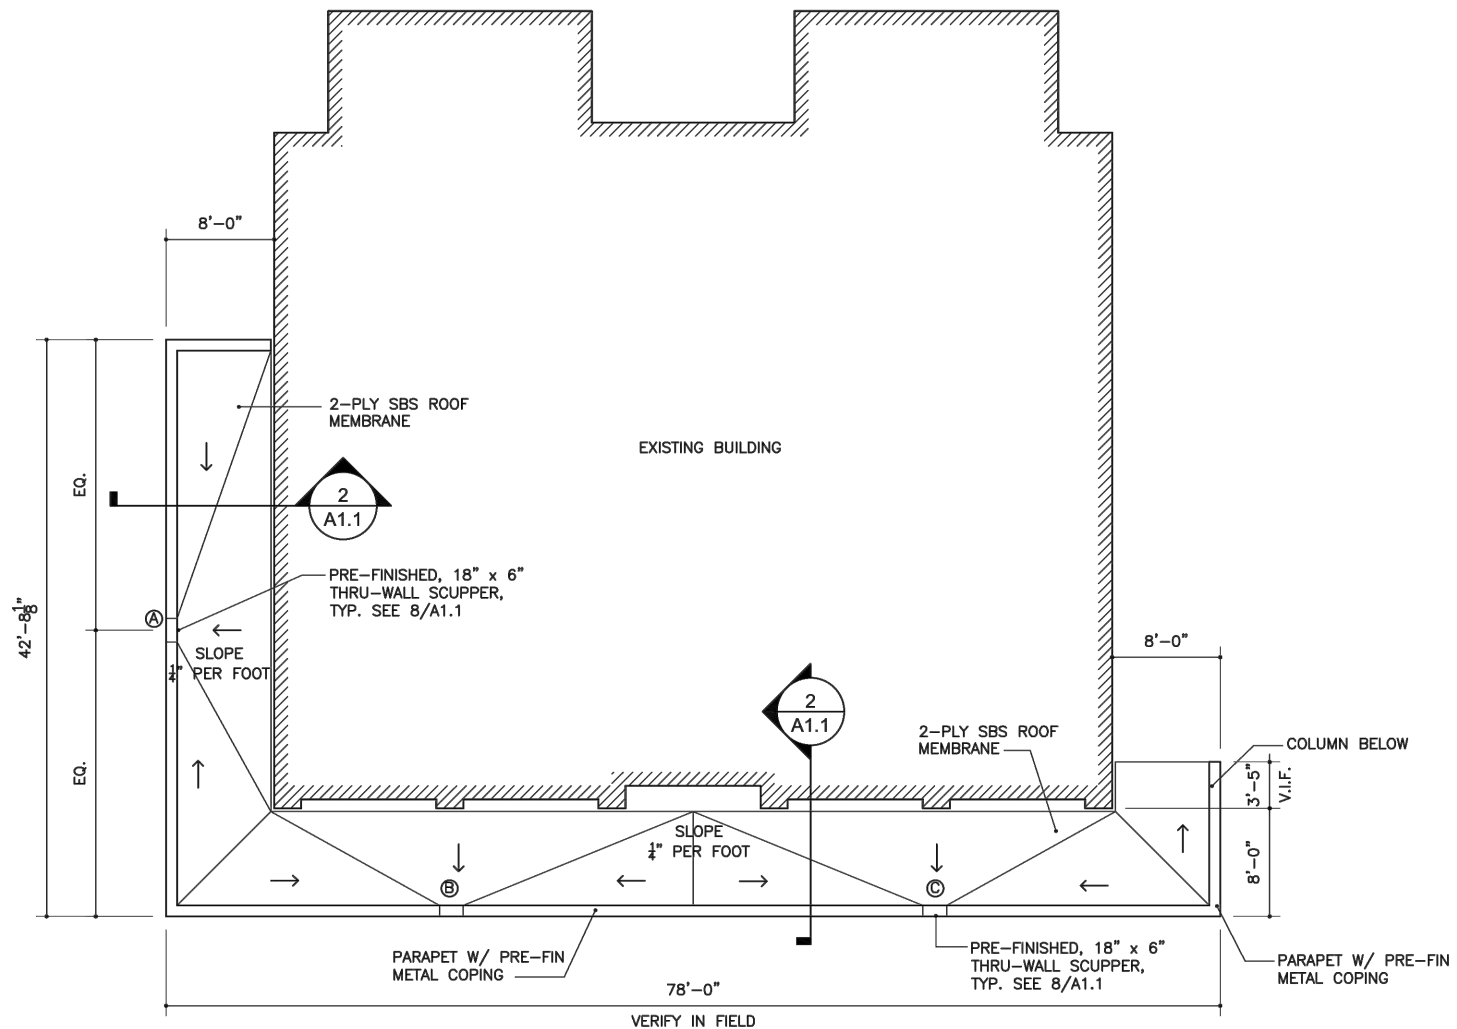 8'-0"
2-PLY SBS ROOF
MEMBRANE
EXISTING BUILDING
EQ.
2
A1.1
PRE-FINISHED, 18" x 6"
THRU-WALL SCUPPER,
TYP. SEE 8/A1.1
A
42'-8 1/8"
SLOPE
1/4" PER FOOT
8'-0"
2
A1.1
2-PLY SBS ROOF
MEMBRANE
COLUMN BELOW
EQ.
3'-5"
V.I.F.
SLOPE
1/4" PER FOOT
8'-0"
B
C
PARAPET W/ PRE-FIN
METAL COPING
PRE-FINISHED, 18" x 6"
THRU-WALL SCUPPER,
TYP. SEE 8/A1.1
PARAPET W/ PRE-FIN
METAL COPING
78'-0"
VERIFY IN FIELD